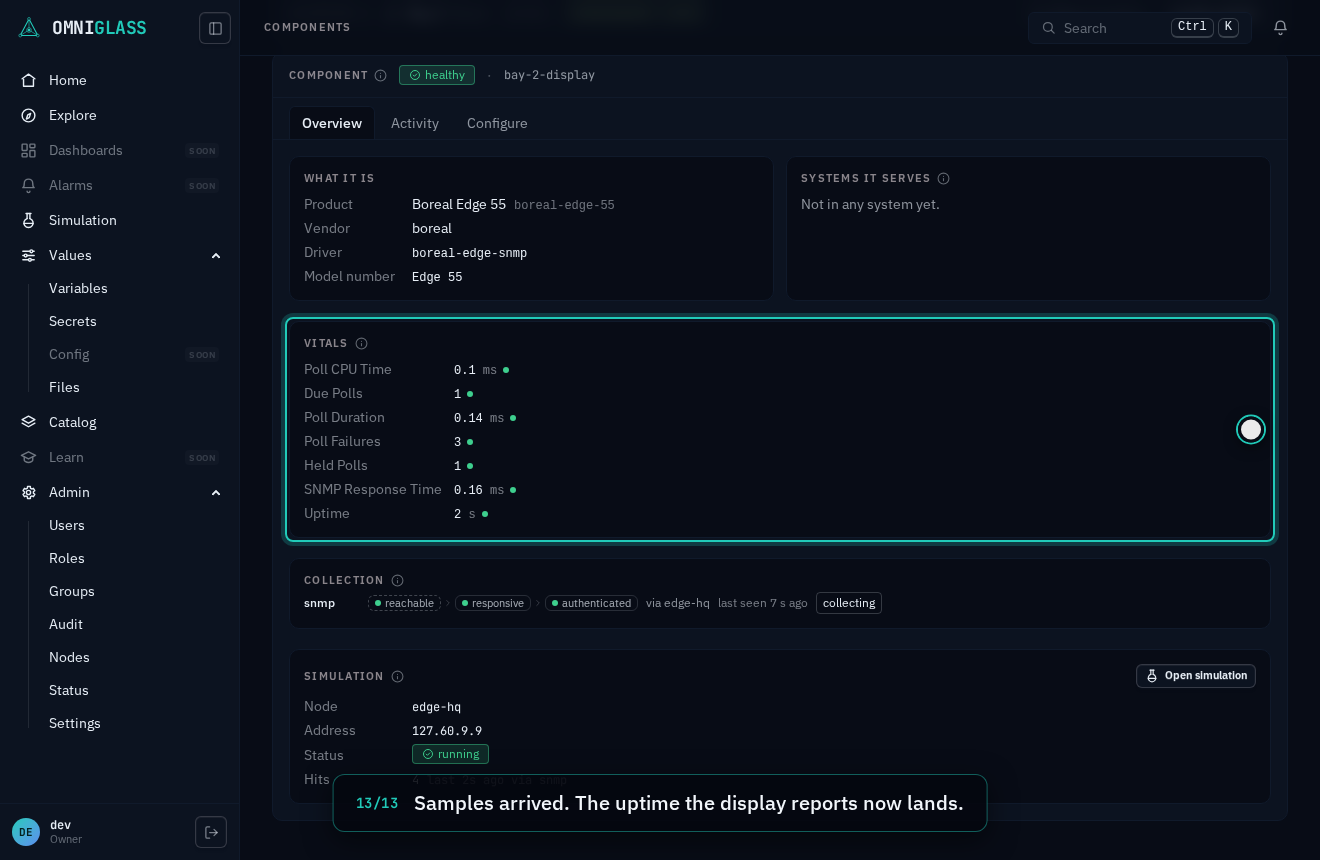 OMNIGLASS
COMPONENTS
Search
Ctrl K
Home
Explore
Dashboards SOON
Alarms SOON
Simulation
Values
Variables
Secrets
Config SOON
Files
Catalog
Learn SOON
Admin
Users
Roles
Groups
Audit
Nodes
Status
Settings
DE
dev
Owner
COMPONENT healthy · bay-2-display
Overview Activity Configure
WHAT IT IS
Product Boreal Edge 55 boreal-edge-55
Vendor boreal
Driver boreal-edge-snmp
Model number Edge 55
SYSTEMS IT SERVES
Not in any system yet.
VITALS
Poll CPU Time 0.1 ms
Due Polls 1
Poll Duration 0.14 ms
Poll Failures 3
Held Polls 1
SNMP Response Time 0.16 ms
Uptime 2 s
COLLECTION
snmp reachable › responsive › authenticated via edge-hq last seen 7 s ago collecting
SIMULATION Open simulation
Node edge-hq
Address 127.60.9.9
Status running
Hits 4 last 2s ago via snmp
13/13 Samples arrived. The uptime the display reports now lands.